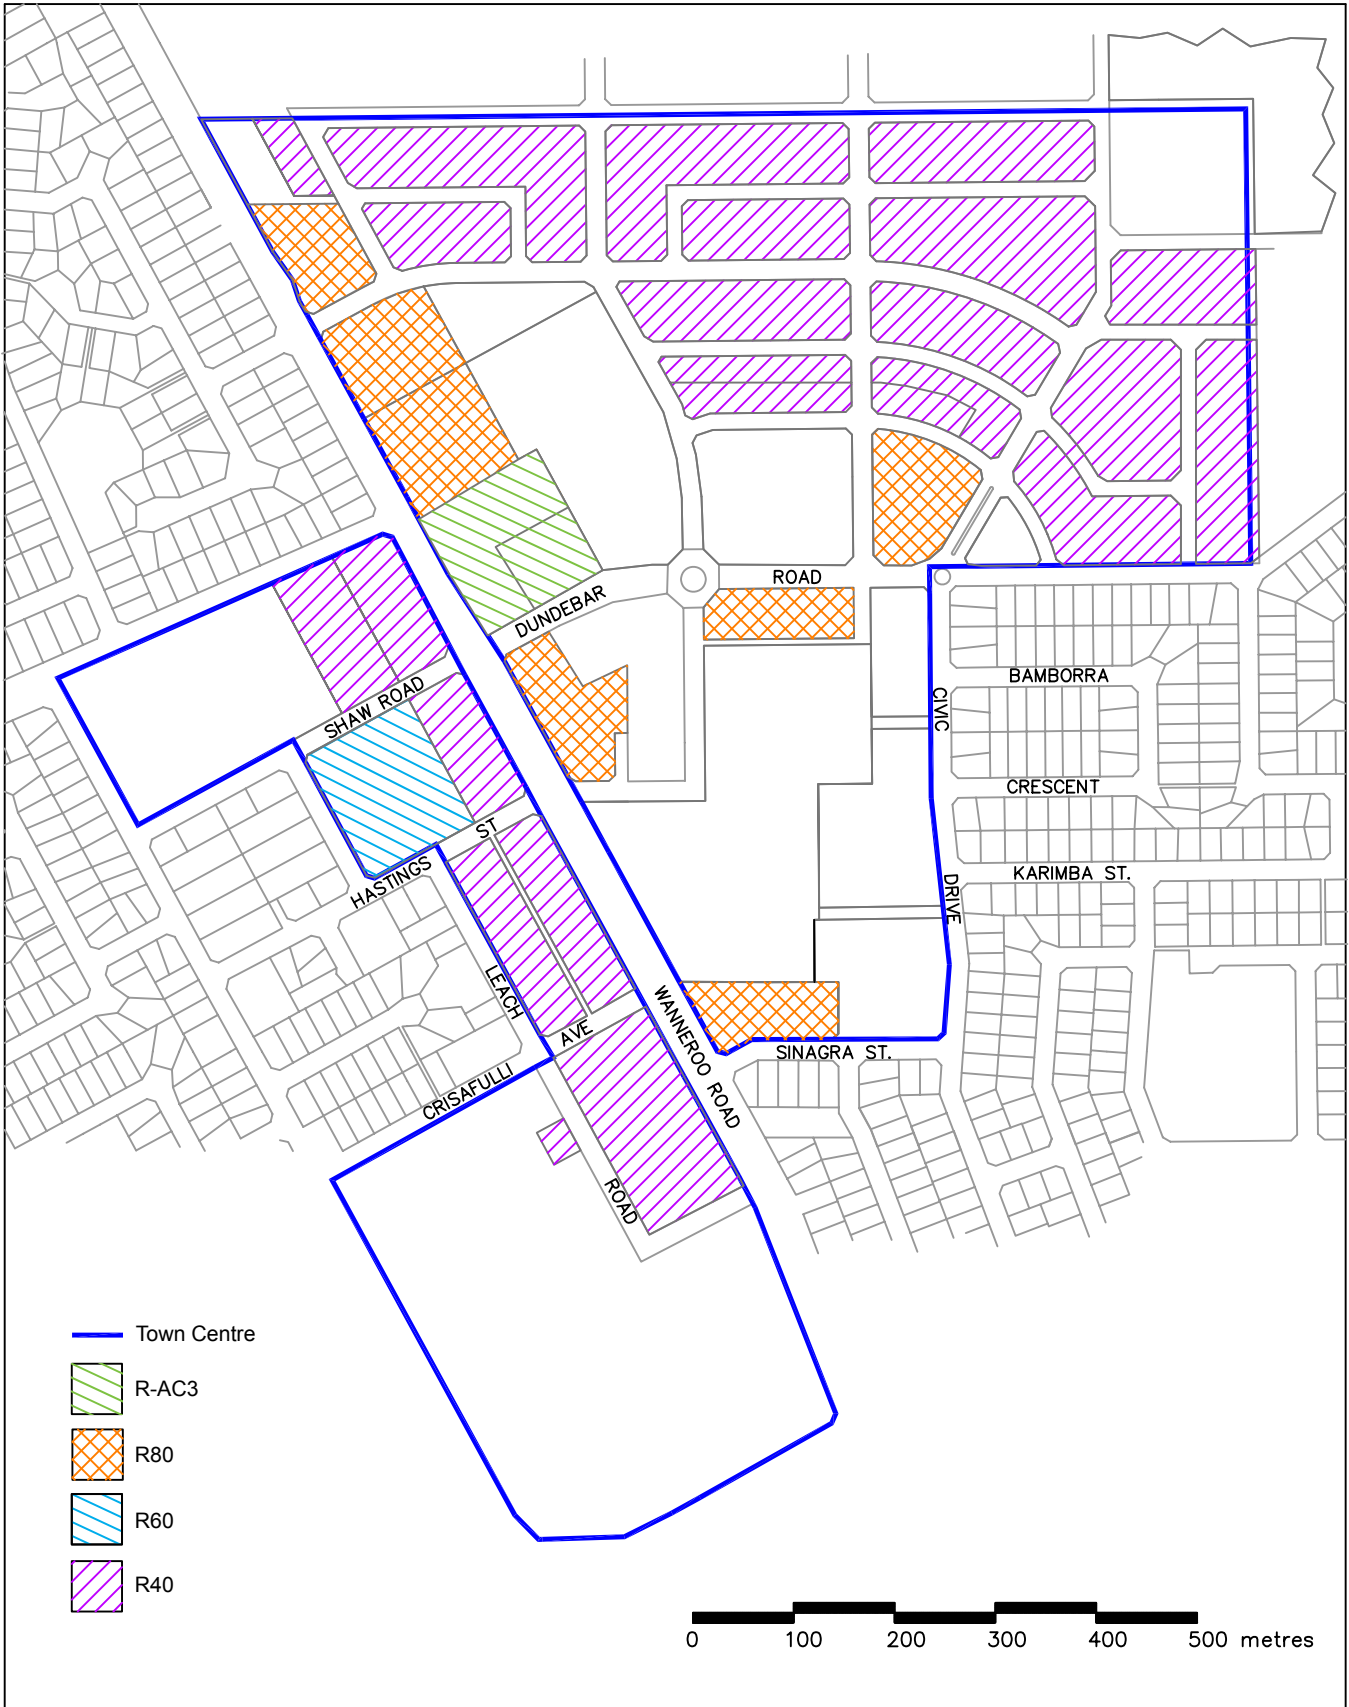 ROAD
DUNDEBAR
BAMBORRA
SHAW ROAD
CIVIC
CRESCENT
ST
HASTINGS
KARIMBA ST.
DRIVE
LEACH
WANNEROO ROAD
AVE
SINAGRA ST.
CRISAFULLI
ROAD
Town Centre
R-AC3
R80
R60
R40
0 100 200 300 400 500 metres